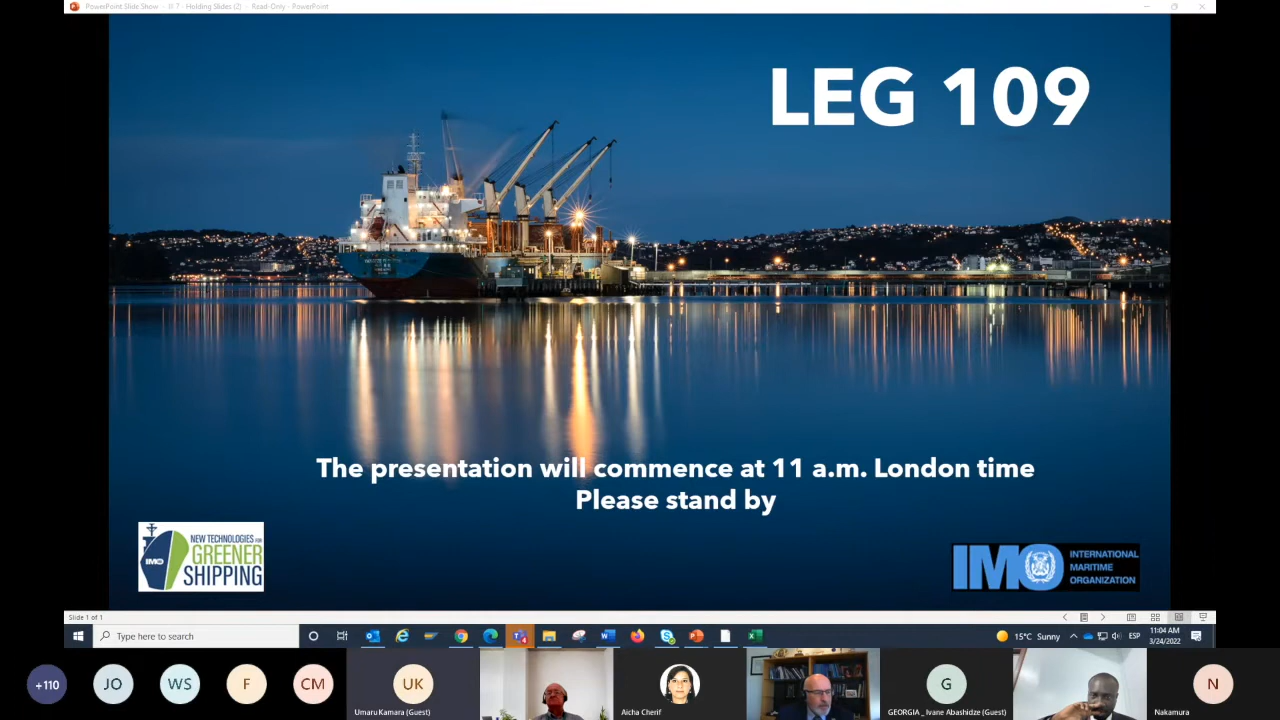 PowerPoint Slide Show - III 7 - Holding Slides (2) - Read-Only - PowerPoint
LEG 109
The presentation will commence at 11 a.m. London time
Please stand by
NEW TECHNOLOGIES FOR
GREENER
SHIPPING
IMO
IMO
INTERNATIONAL
MARITIME
ORGANIZATION
Slide 1 of 1
Type here to search
15°C Sunny
ESP
11:04 AM
3/24/2022
+110
JO
WS
F
CM
UK
Umaru Kamara (Guest)
Aicha Cherif
G
GEORGIA _ Ivane Abashidze (Guest)
N
Nakamura